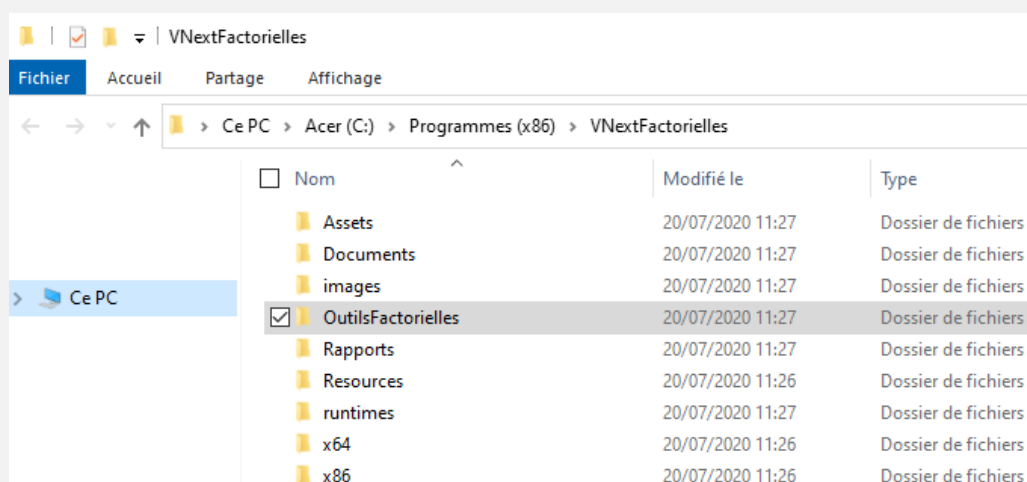 VNextFactorielles
Fichier Accueil Partage Affichage
Ce PC > Acer (C:) > Programmes (x86) > VNextFactorielles
Nom Modifié le Type
Assets 20/07/2020 11:27 Dossier de fichiers
Documents 20/07/2020 11:27 Dossier de fichiers
images 20/07/2020 11:27 Dossier de fichiers
Ce PC
OutilsFactorielles 20/07/2020 11:27 Dossier de fichiers
Rapports 20/07/2020 11:27 Dossier de fichiers
Resources 20/07/2020 11:26 Dossier de fichiers
runtimes 20/07/2020 11:27 Dossier de fichiers
x64 20/07/2020 11:26 Dossier de fichiers
x86 20/07/2020 11:26 Dossier de fichiers